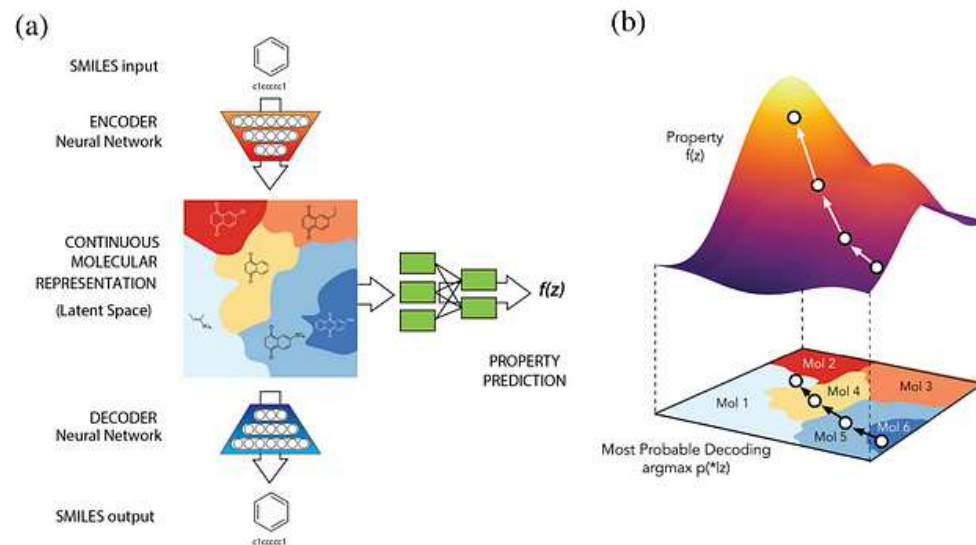 (a)
SMILES input
c1ccccc1
ENCODER
Neural Network
CONTINUOUS
MOLECULAR
REPRESENTATION
(Latent Space)
f(z)
PROPERTY
PREDICTION
DECODER
Neural Network
SMILES output
c1ccccc1
(b)
Property
f(z)
Mol 1
Mol 2
Mol 3
Mol 4
Mol 5
Mol 6
Most Probable Decoding
argmax p(*|z)